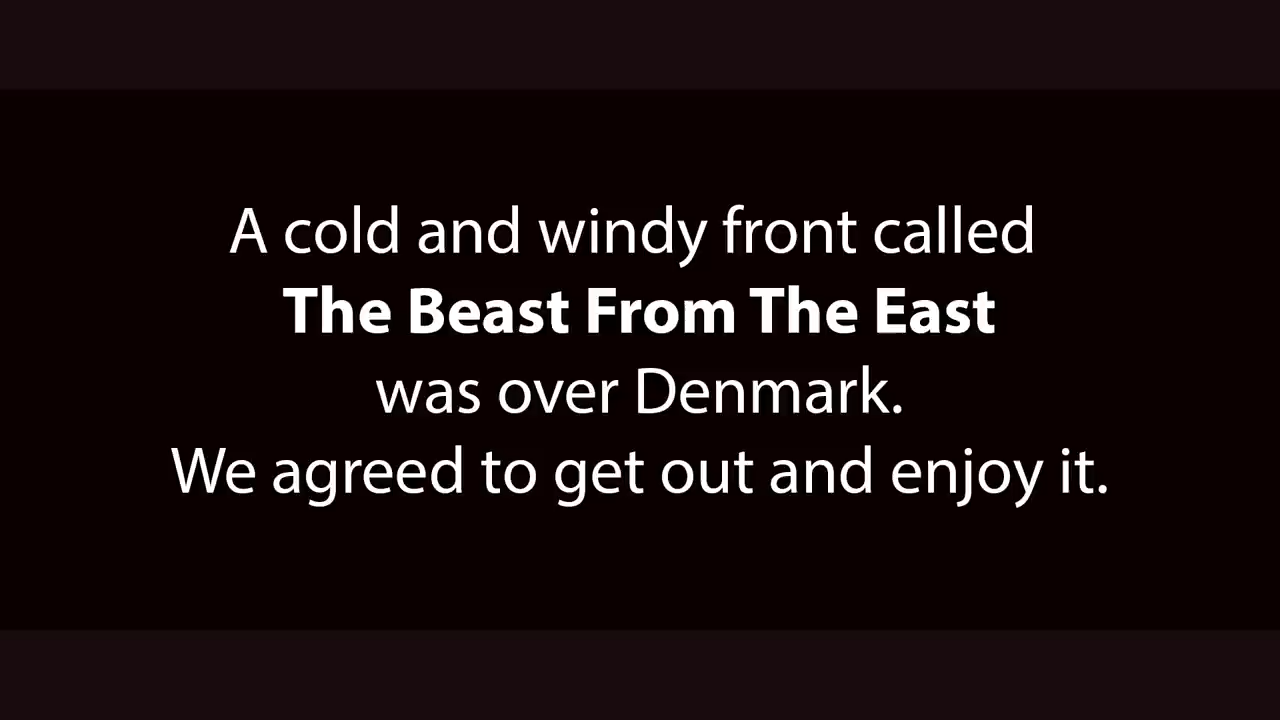 A cold and windy front called
The Beast From The East
was over Denmark.
We agreed to get out and enjoy it.